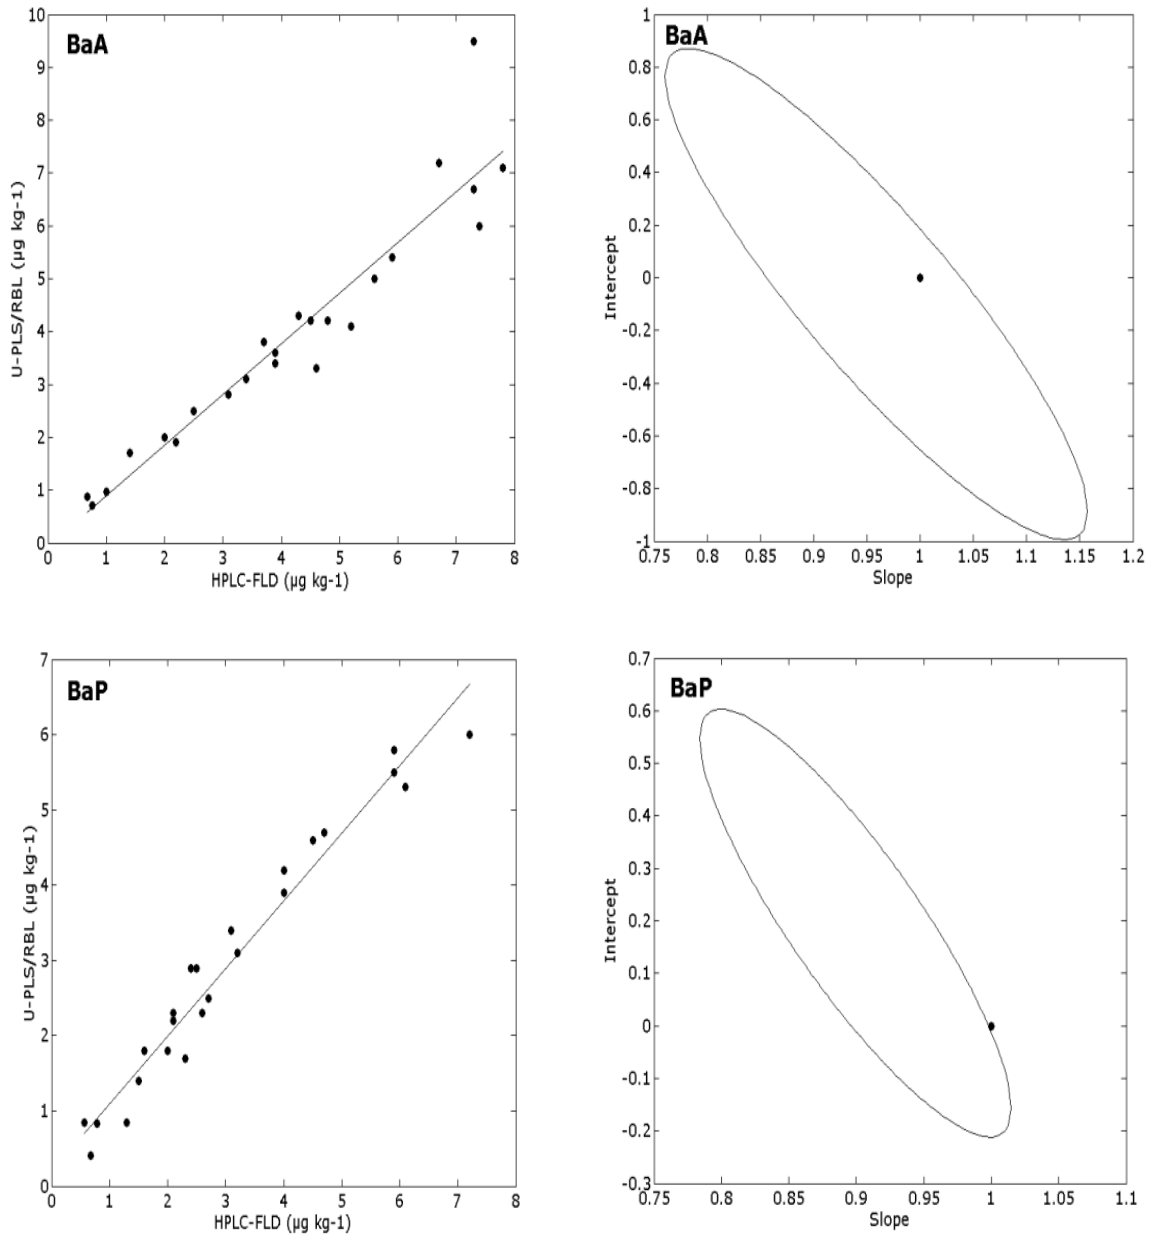 BaA
10
9
8
7
6
5
4
3
2
1
0
U-PLS/RBL (µg kg-1)
0 1 2 3 4 5 6 7 8
HPLC-FLD (µg kg-1)
BaA
1
0.8
0.6
0.4
0.2
0
-0.2
-0.4
-0.6
-0.8
-1
Intercept
0.75 0.8 0.85 0.9 0.95 1 1.05 1.1 1.15 1.2
Slope
BaP
7
6
5
4
3
2
1
0
U-PLS/RBL (µg kg-1)
0 1 2 3 4 5 6 7 8
HPLC-FLD (µg kg-1)
BaP
0.7
0.6
0.5
0.4
0.3
0.2
0.1
0
-0.1
-0.2
-0.3
Intercept
0.75 0.8 0.85 0.9 0.95 1 1.05 1.1
Slope